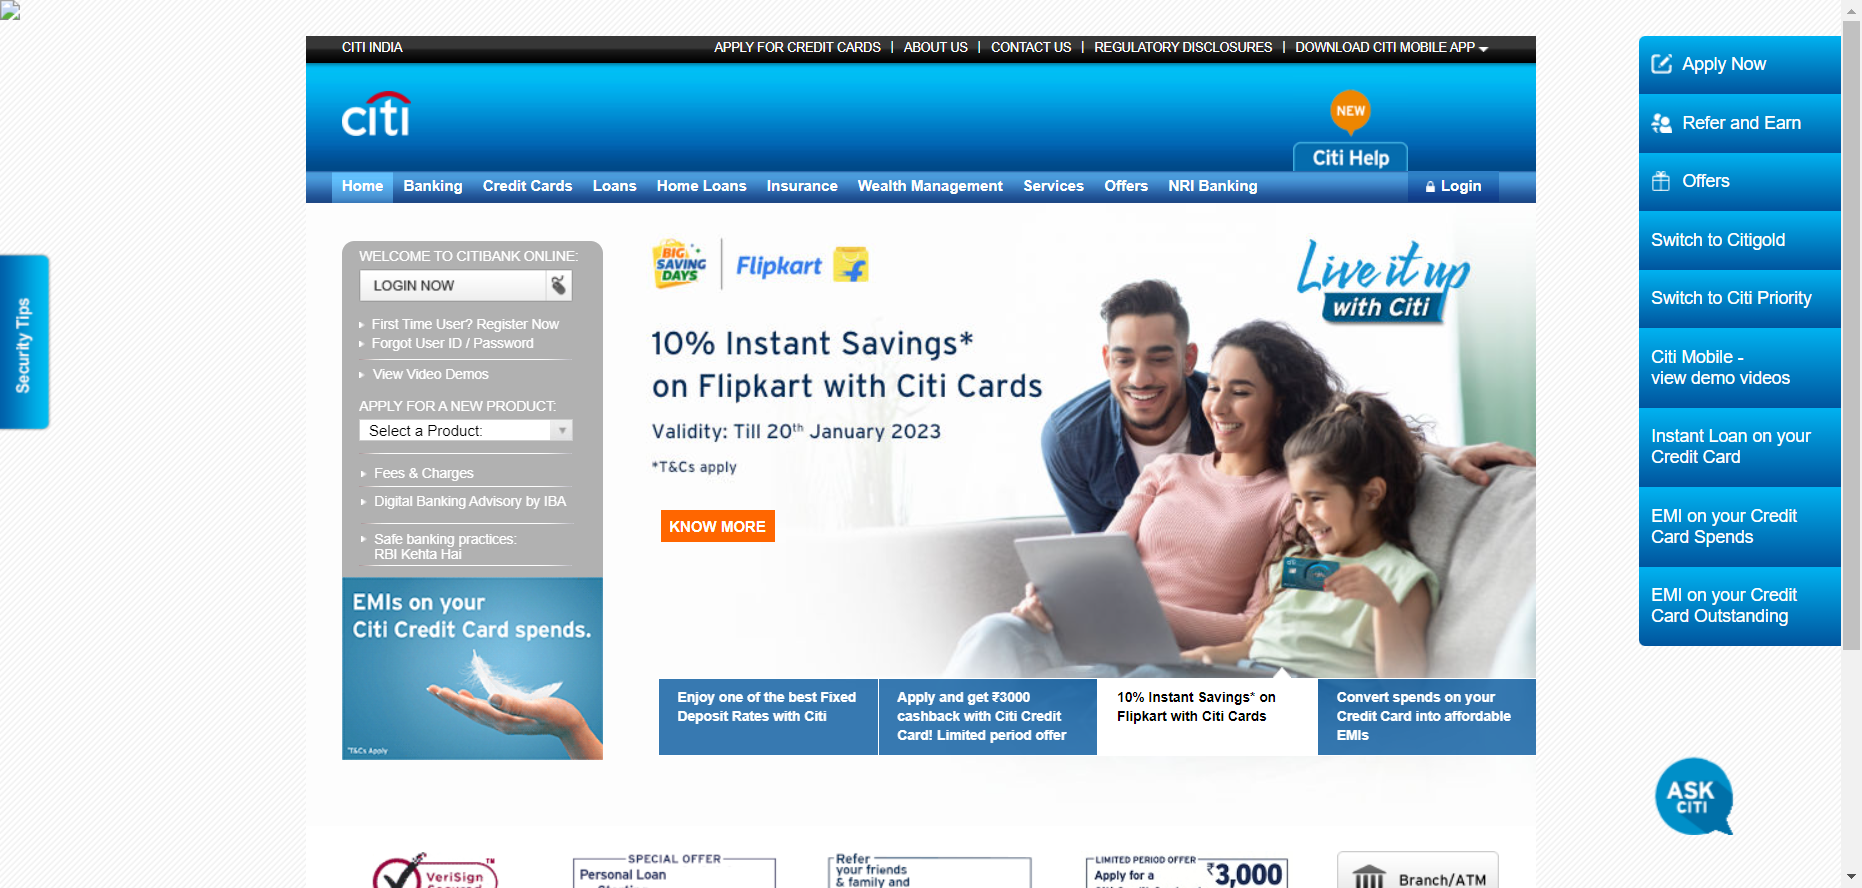 CITI INDIA
APPLY FOR CREDIT CARDS | ABOUT US | CONTACT US | REGULATORY DISCLOSURES | DOWNLOAD CITI MOBILE APP
citi
NEW
Citi Help
Home Banking Credit Cards Loans Home Loans Insurance Wealth Management Services Offers NRI Banking Login
Security Tips
WELCOME TO CITIBANK ONLINE:
LOGIN NOW
First Time User? Register Now
Forgot User ID / Password
View Video Demos
APPLY FOR A NEW PRODUCT:
Select a Product:
Fees & Charges
Digital Banking Advisory by IBA
Safe banking practices:
RBI Kehta Hai
EMIs on your
Citi Credit Card spends.
*T&Cs Apply
BIG
SAVING
DAYS
Flipkart
Live it up
with Citi
10% Instant Savings*
on Flipkart with Citi Cards
Validity: Till 20th January 2023
*T&Cs apply
KNOW MORE
Enjoy one of the best Fixed
Deposit Rates with Citi
Apply and get ₹3000
cashback with Citi Credit
Card! Limited period offer
10% Instant Savings* on
Flipkart with Citi Cards
Convert spends on your
Credit Card into affordable
EMIs
Apply Now
Refer and Earn
Offers
Switch to Citigold
Switch to Citi Priority
Citi Mobile -
view demo videos
Instant Loan on your
Credit Card
EMI on your Credit
Card Spends
EMI on your Credit
Card Outstanding
ASK
CITI
VeriSign
SPECIAL OFFER
Personal Loan
Refer
your friends
& family and
LIMITED PERIOD OFFER
Apply for a
₹3,000
Branch/ATM